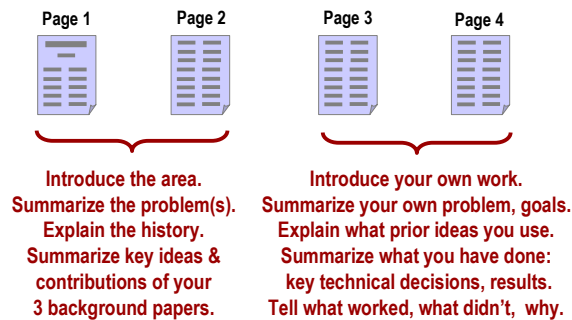 Page 1
Page 2
Page 3
Page 4
Introduce the area.
Summarize the problem(s).
Explain the history.
Summarize key ideas &
contributions of your
3 background papers.
Introduce your own work.
Summarize your own problem, goals.
Explain what prior ideas you use.
Summarize what you have done:
key technical decisions, results.
Tell what worked, what didn't, why.